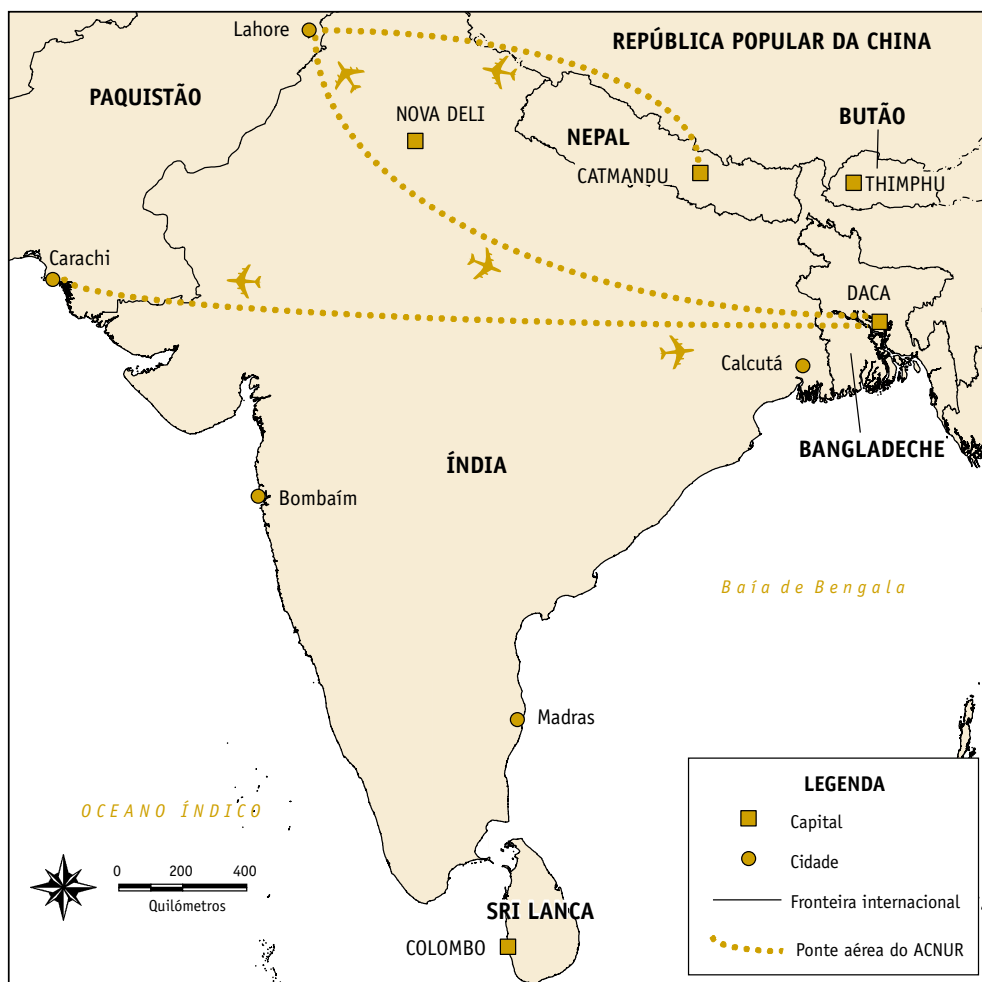 Lahore
REPÚBLICA POPULAR DA CHINA
PAQUISTÃO
NOVA DELI
BUTÃO
NEPAL
CATMANDU
THIMPHU
Carachi
DACA
Calcutá
BANGLADECHE
ÍNDIA
Bombaím
Baía de Bengala
Madras
OCEANO ÍNDICO
LEGENDA
Capital
Cidade
Fronteira internacional
Ponte aérea do ACNUR
0 200 400
Quilómetros
SRI LANCA
COLOMBO